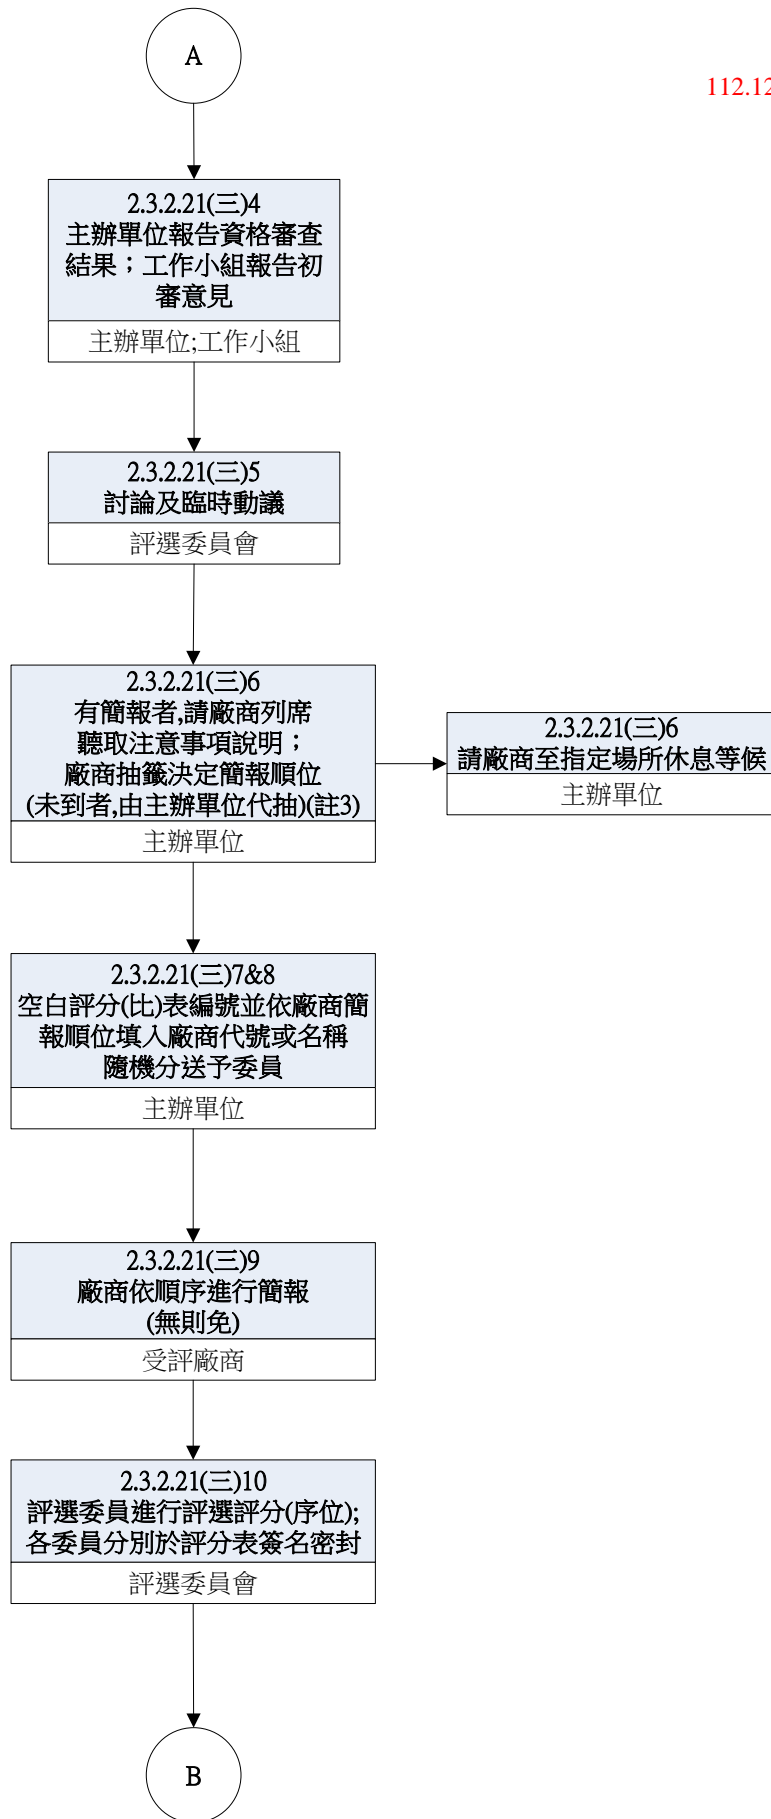 A
112.12
2.3.2.21(三)4
主辦單位報告資格審查
結果；工作小組報告初
審意見
主辦單位;工作小組
2.3.2.21(三)5
討論及臨時動議
評選委員會
2.3.2.21(三)6
有簡報者,請廠商列席
聽取注意事項說明；
廠商抽籤決定簡報順位
(未到者,由主辦單位代抽)(註3)
主辦單位
2.3.2.21(三)6
請廠商至指定場所休息等候
主辦單位
2.3.2.21(三)7&8
空白評分(比)表編號並依廠商簡
報順位填入廠商代號或名稱
隨機分送予委員
主辦單位
2.3.2.21(三)9
廠商依順序進行簡報
(無則免)
受評廠商
2.3.2.21(三)10
評選委員進行評選評分(序位);
各委員分別於評分表簽名密封
評選委員會
B